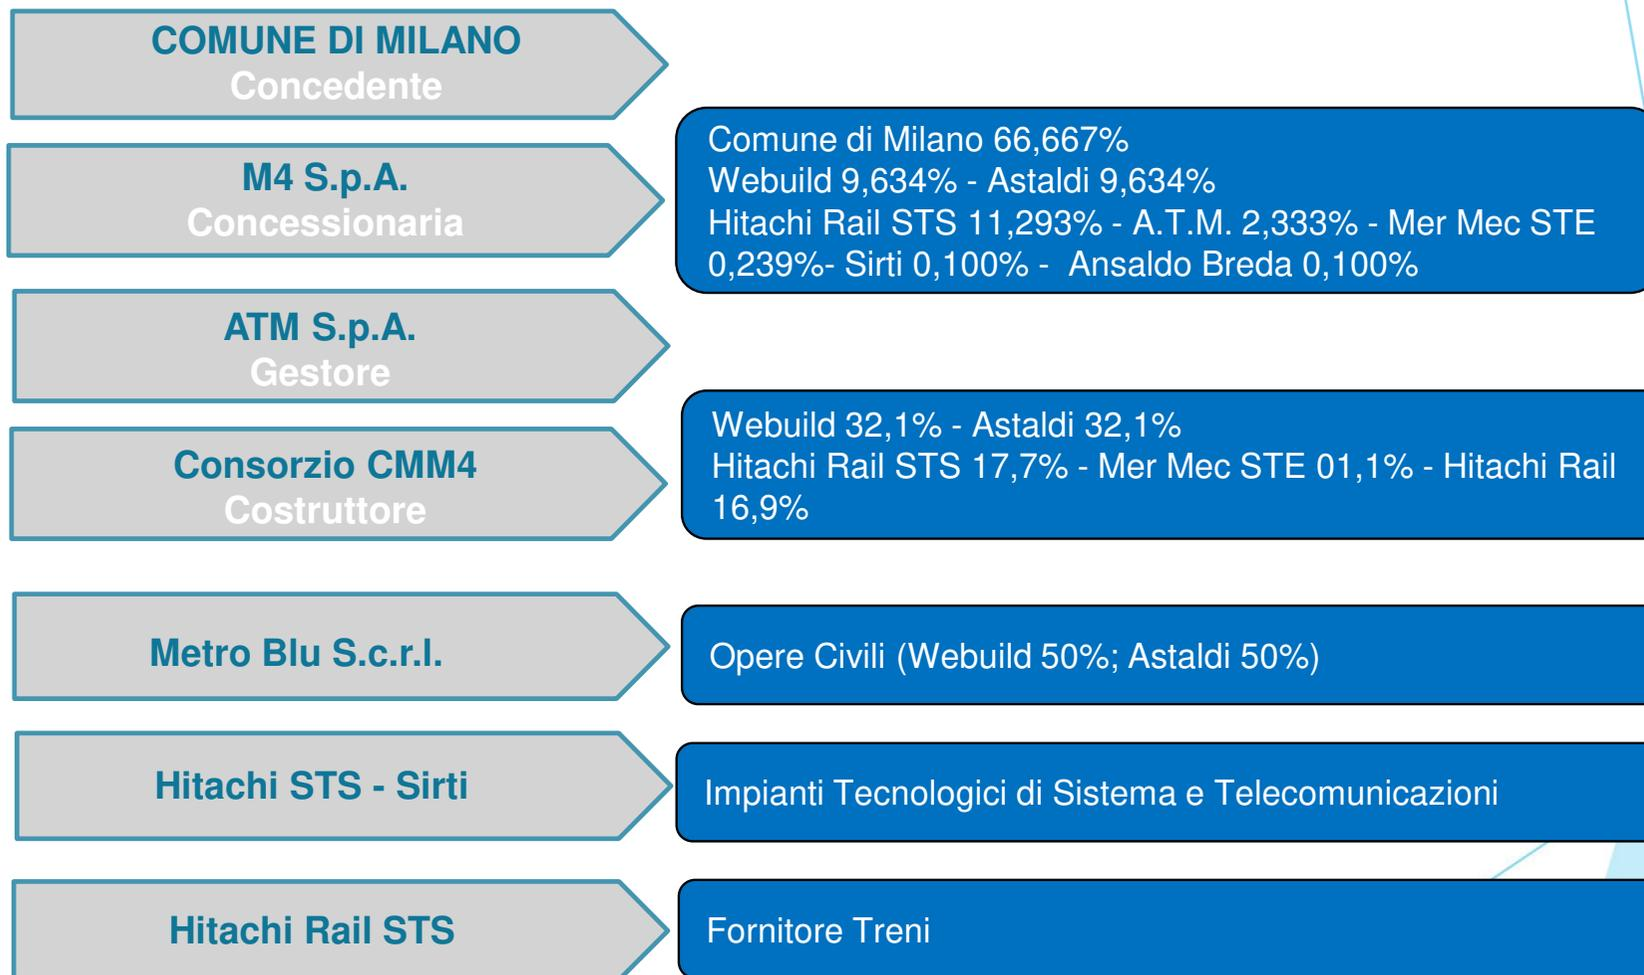 COMUNE DI MILANO
Concedente
M4 S.p.A.
Concessionaria
Comune di Milano 66,667%
Webuild 9,634% - Astaldi 9,634%
Hitachi Rail STS 11,293% - A.T.M. 2,333% - Mer Mec STE
0,239%- Sirti 0,100% - Ansaldo Breda 0,100%
ATM S.p.A.
Gestore
Consorzio CMM4
Costruttore
Webuild 32,1% - Astaldi 32,1%
Hitachi Rail STS 17,7% - Mer Mec STE 01,1% - Hitachi Rail
16,9%
Metro Blu S.c.r.l.
Opere Civili (Webuild 50%; Astaldi 50%)
Hitachi STS - Sirti
Impianti Tecnologici di Sistema e Telecomunicazioni
Hitachi Rail STS
Fornitore Treni